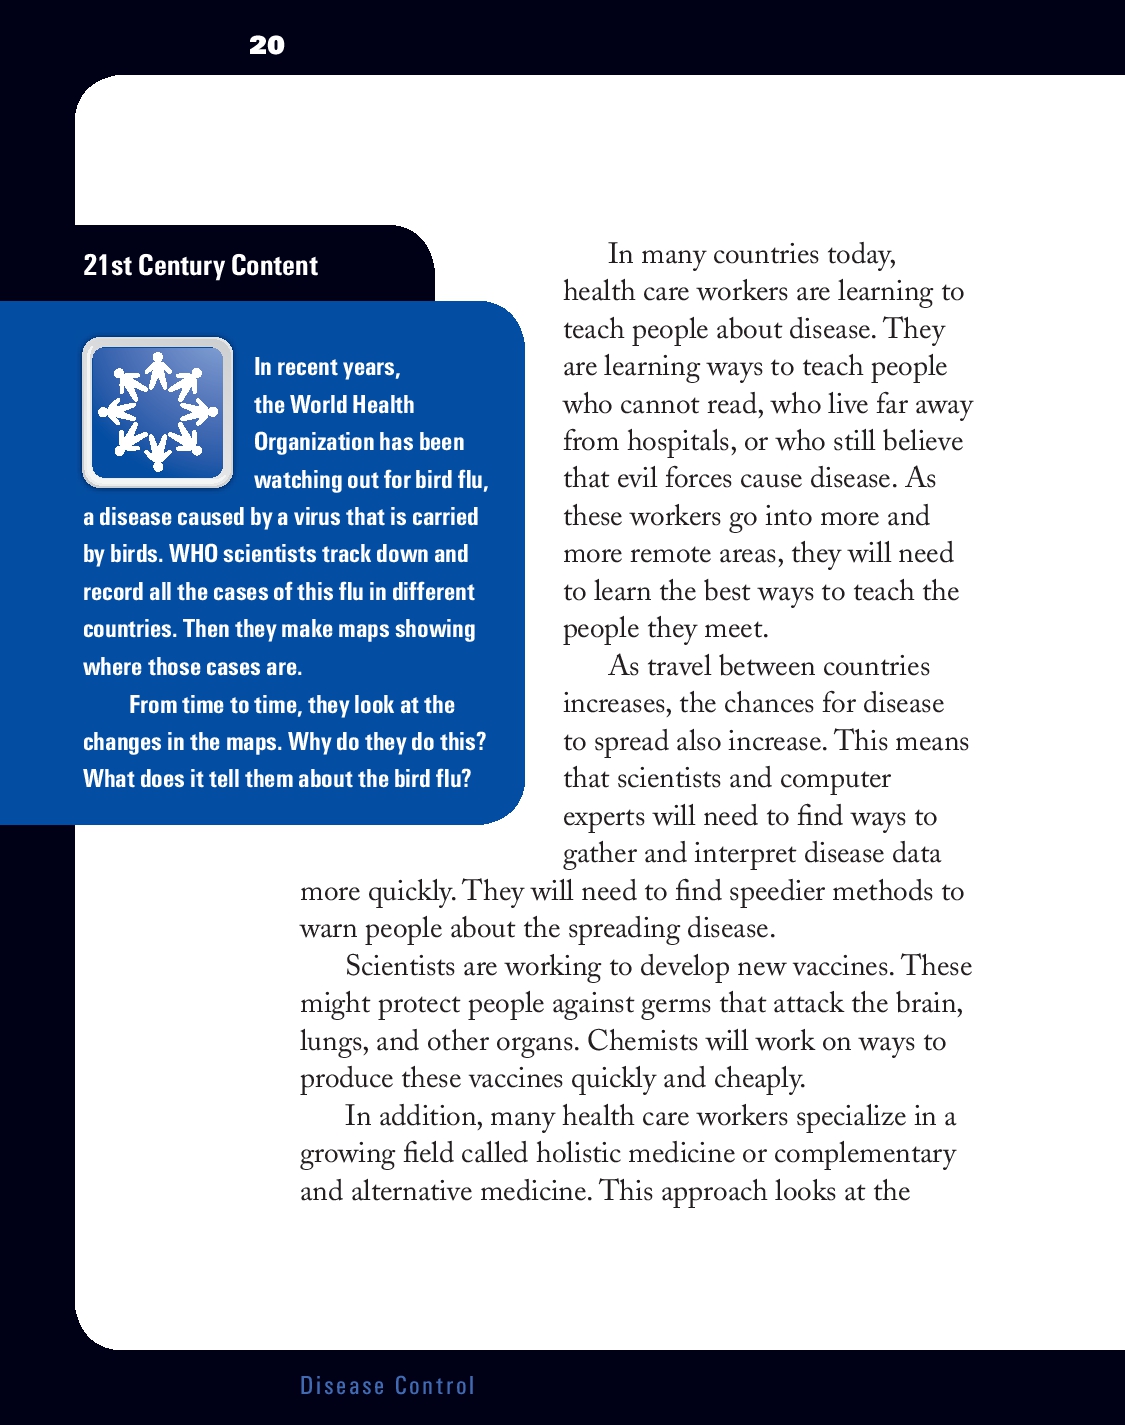 20
21st Century Content
In recent years,
the World Health
Organization has been
watching out for bird flu,
a disease caused by a virus that is carried
by birds. WHO scientists track down and
record all the cases of this flu in different
countries. Then they make maps showing
where those cases are.
From time to time, they look at the
changes in the maps. Why do they do this?
What does it tell them about the bird flu?
In many countries today,
health care workers are learning to
teach people about disease. They
are learning ways to teach people
who cannot read, who live far away
from hospitals, or who still believe
that evil forces cause disease. As
these workers go into more and
more remote areas, they will need
to learn the best ways to teach the
people they meet.
As travel between countries
increases, the chances for disease
to spread also increase. This means
that scientists and computer
experts will need to find ways to
gather and interpret disease data
more quickly. They will need to find speedier methods to
warn people about the spreading disease.
Scientists are working to develop new vaccines. These
might protect people against germs that attack the brain,
lungs, and other organs. Chemists will work on ways to
produce these vaccines quickly and cheaply.
In addition, many health care workers specialize in a
growing field called holistic medicine or complementary
and alternative medicine. This approach looks at the
Disease Control